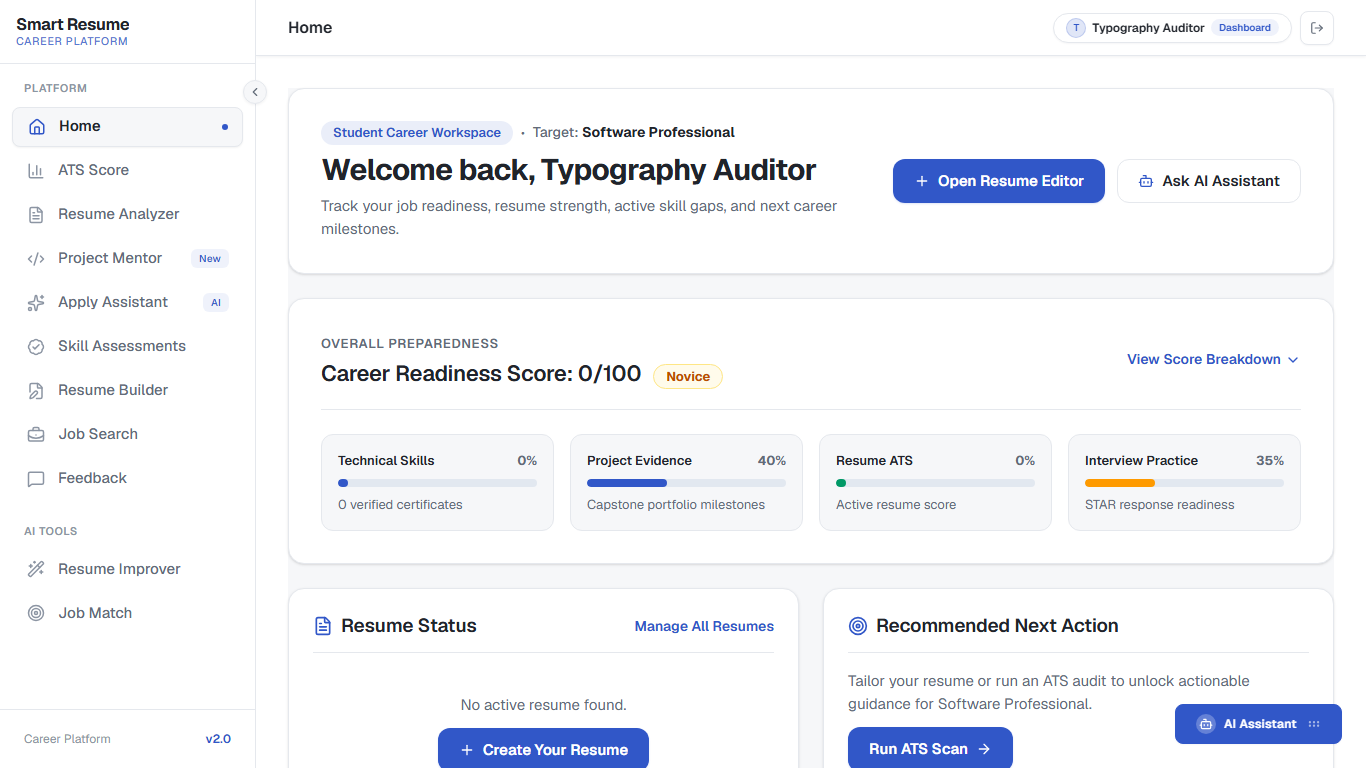 Smart Resume
CAREER PLATFORM
PLATFORM
Home
ATS Score
Resume Analyzer
Project Mentor New
Apply Assistant AI
Skill Assessments
Resume Builder
Job Search
Feedback
AI TOOLS
Resume Improver
Job Match
Career Platform v2.0
Home
T Typography Auditor Dashboard
Student Career Workspace · Target: Software Professional
Welcome back, Typography Auditor
Track your job readiness, resume strength, active skill gaps, and next career
milestones.
Open Resume Editor
Ask AI Assistant
OVERALL PREPAREDNESS
Career Readiness Score: 0/100 Novice
View Score Breakdown
Technical Skills 0%
0 verified certificates
Project Evidence 40%
Capstone portfolio milestones
Resume ATS 0%
Active resume score
Interview Practice 35%
STAR response readiness
Resume Status
Manage All Resumes
No active resume found.
Create Your Resume
Recommended Next Action
Tailor your resume or run an ATS audit to unlock actionable
guidance for Software Professional.
Run ATS Scan
AI Assistant